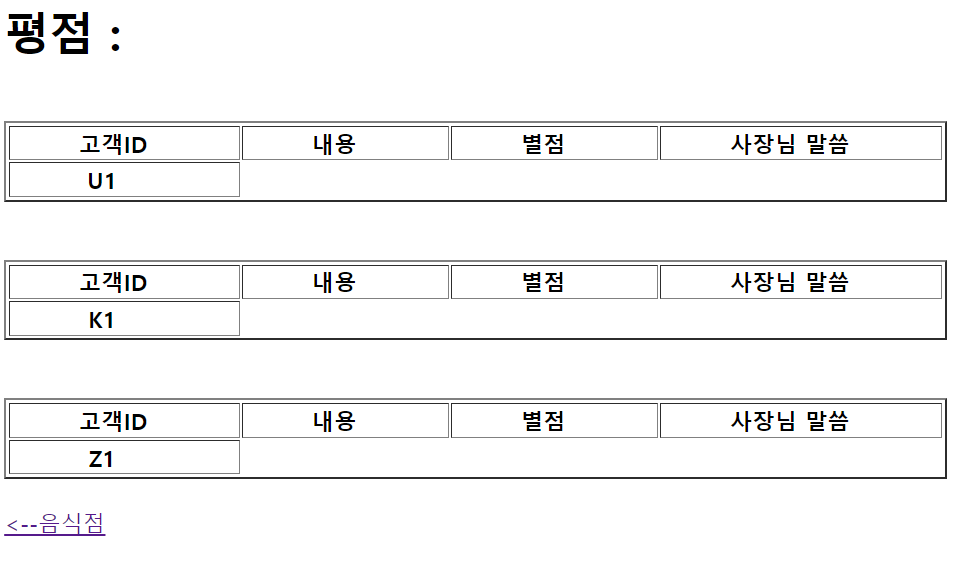 평점 :
고객ID 내용 별점 사장님 말씀
U1
고객ID 내용 별점 사장님 말씀
K1
고객ID 내용 별점 사장님 말씀
Z1
<--음식점